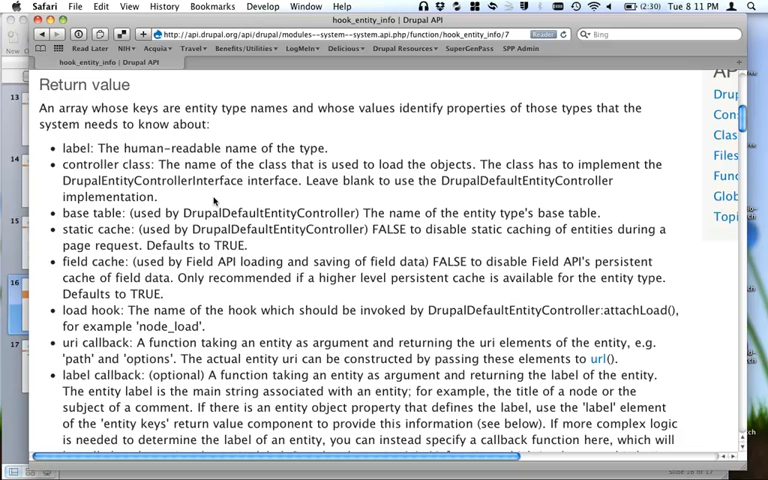 Safari File Edit View History Bookmarks Develop Window Help (2:30) Tue 8:11 PM
hook_entity_info | Drupal API
http://api.drupal.org/api/drupal/modules--system--system.api.php/function/hook_entity_info/7 Reader Bing
Read Later NIH Acquia Travel Benefits/Utilities LogMeIn Delicious Drupal Resources SuperGenPass SPP Admin
hook_entity_info | Drupal API
Return value
An array whose keys are entity type names and whose values identify properties of those types that the
system needs to know about:
• label: The human-readable name of the type.
• controller class: The name of the class that is used to load the objects. The class has to implement the
DrupalEntityControllerInterface interface. Leave blank to use the DrupalDefaultEntityController
implementation.
• base table: (used by DrupalDefaultEntityController) The name of the entity type's base table.
• static cache: (used by DrupalDefaultEntityController) FALSE to disable static caching of entities during a
page request. Defaults to TRUE.
• field cache: (used by Field API loading and saving of field data) FALSE to disable Field API's persistent
cache of field data. Only recommended if a higher level persistent cache is available for the entity type.
Defaults to TRUE.
• load hook: The name of the hook which should be invoked by DrupalDefaultEntityController:attachLoad(),
for example 'node_load'.
• uri callback: A function taking an entity as argument and returning the uri elements of the entity, e.g.
'path' and 'options'. The actual entity uri can be constructed by passing these elements to url().
• label callback: (optional) A function taking an entity as argument and returning the label of the entity.
The entity label is the main string associated with an entity; for example, the title of a node or the
subject of a comment. If there is an entity object property that defines the label, use the 'label' element
of the 'entity keys' return value component to provide this information (see below). If more complex logic
is needed to determine the label of an entity, you can instead specify a callback function here, which will
AP
Drup
Cons
Class
Files
Func
Glob
Topi
13
14
15
16
17